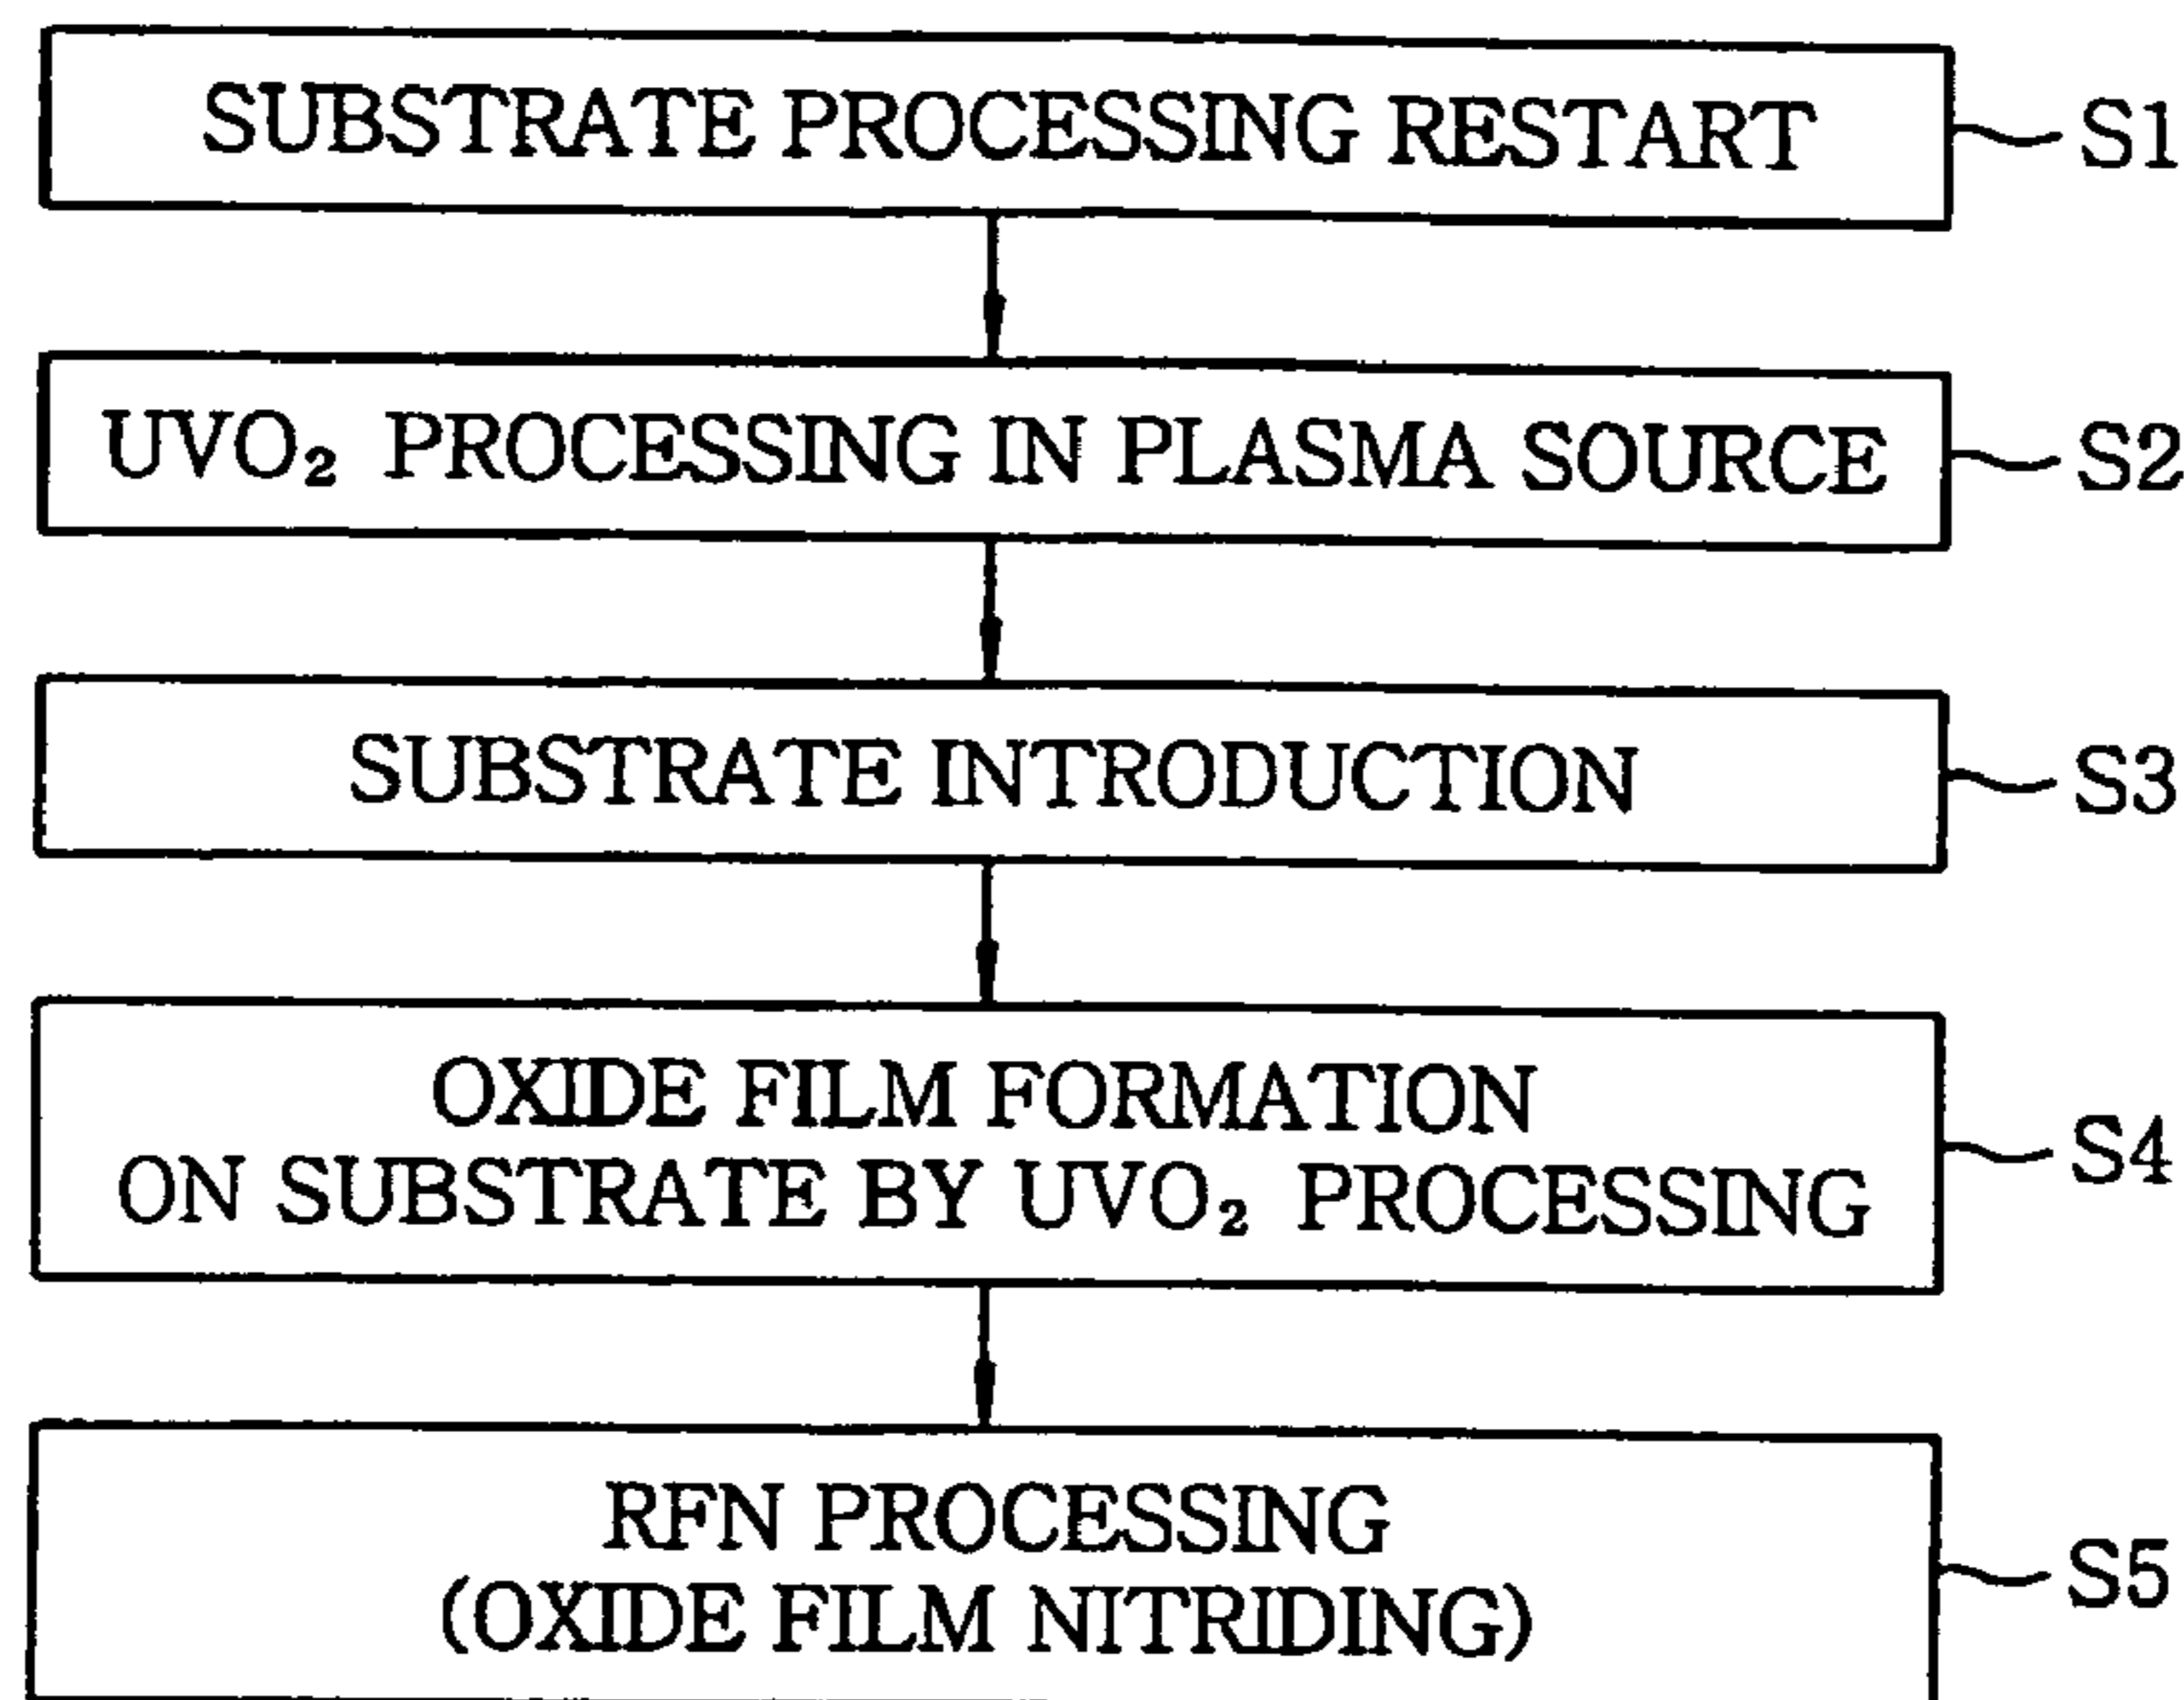 SUBSTRATE PROCESSING RESTART S1
UVO₂ PROCESSING IN PLASMA SOURCE S2
SUBSTRATE INTRODUCTION S3
OXIDE FILM FORMATION
ON SUBSTRATE BY UVO₂ PROCESSING S4
RFN PROCESSING
(OXIDE FILM NITRIDING) S5